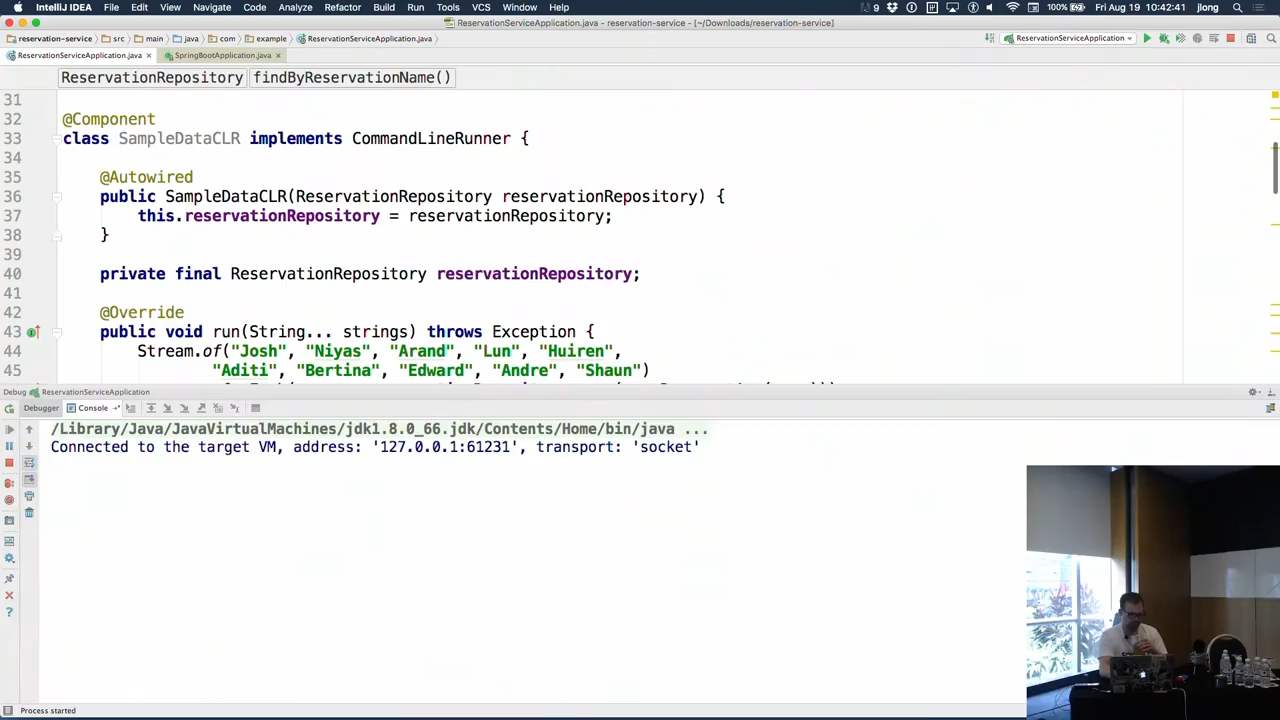 IntelliJ IDEA File Edit View Navigate Code Analyze Refactor Build Run Tools VCS Window Help
9 100% Fri Aug 19 10:42:41 jlong
ReservationServiceApplication.java - reservation-service - [~/Downloads/reservation-service]
reservation-service src main java com example ReservationServiceApplication.java
ReservationServiceApplication
ReservationServiceApplication.java SpringBootApplication.java
ReservationRepository findByReservationName()
31
32 @Component
33 class SampleDataCLR implements CommandLineRunner {
34
35 @Autowired
36 public SampleDataCLR(ReservationRepository reservationRepository) {
37 this.reservationRepository = reservationRepository;
38 }
39
40 private final ReservationRepository reservationRepository;
41
42 @Override
43 public void run(String... strings) throws Exception {
44 Stream.of("Josh", "Niyas", "Arand", "Lun", "Huiren",
45 "Aditi", "Bertina", "Edward", "Andre", "Shaun")
Debug ReservationServiceApplication
Debugger Console
/Library/Java/JavaVirtualMachines/jdk1.8.0_66.jdk/Contents/Home/bin/java ...
Connected to the target VM, address: '127.0.0.1:61231', transport: 'socket'
Process started